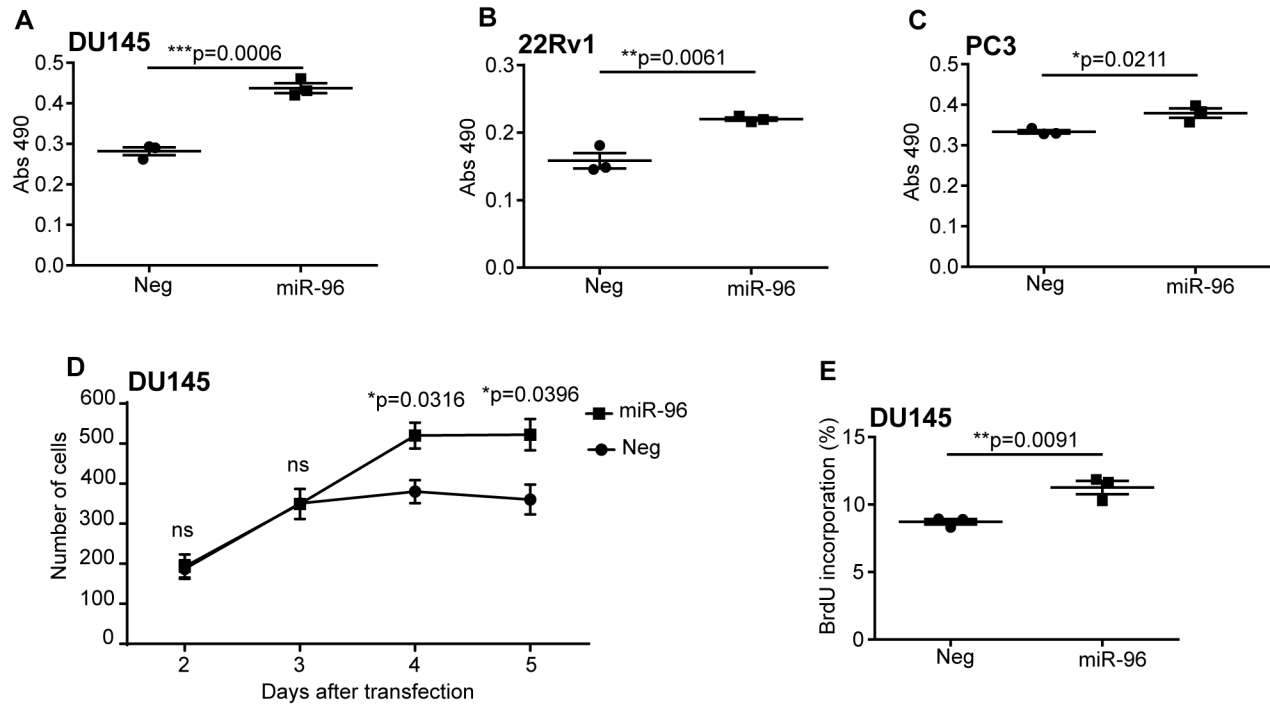 A
DU145
***p=0.0006
0.5
0.4
0.3
0.2
0.1
0.0
Abs 490
Neg
miR-96
B
22Rv1
**p=0.0061
0.3
0.2
0.1
0.0
Abs 490
Neg
miR-96
C
PC3
*p=0.0211
0.5
0.4
0.3
0.2
0.1
0.0
Abs 490
Neg
miR-96
D
DU145
600
500
400
300
200
100
0
Number of cells
ns
ns
*p=0.0316
*p=0.0396
miR-96
Neg
2
3
4
5
Days after transfection
E
DU145
**p=0.0091
15
10
5
0
BrdU incorporation (%)
Neg
miR-96